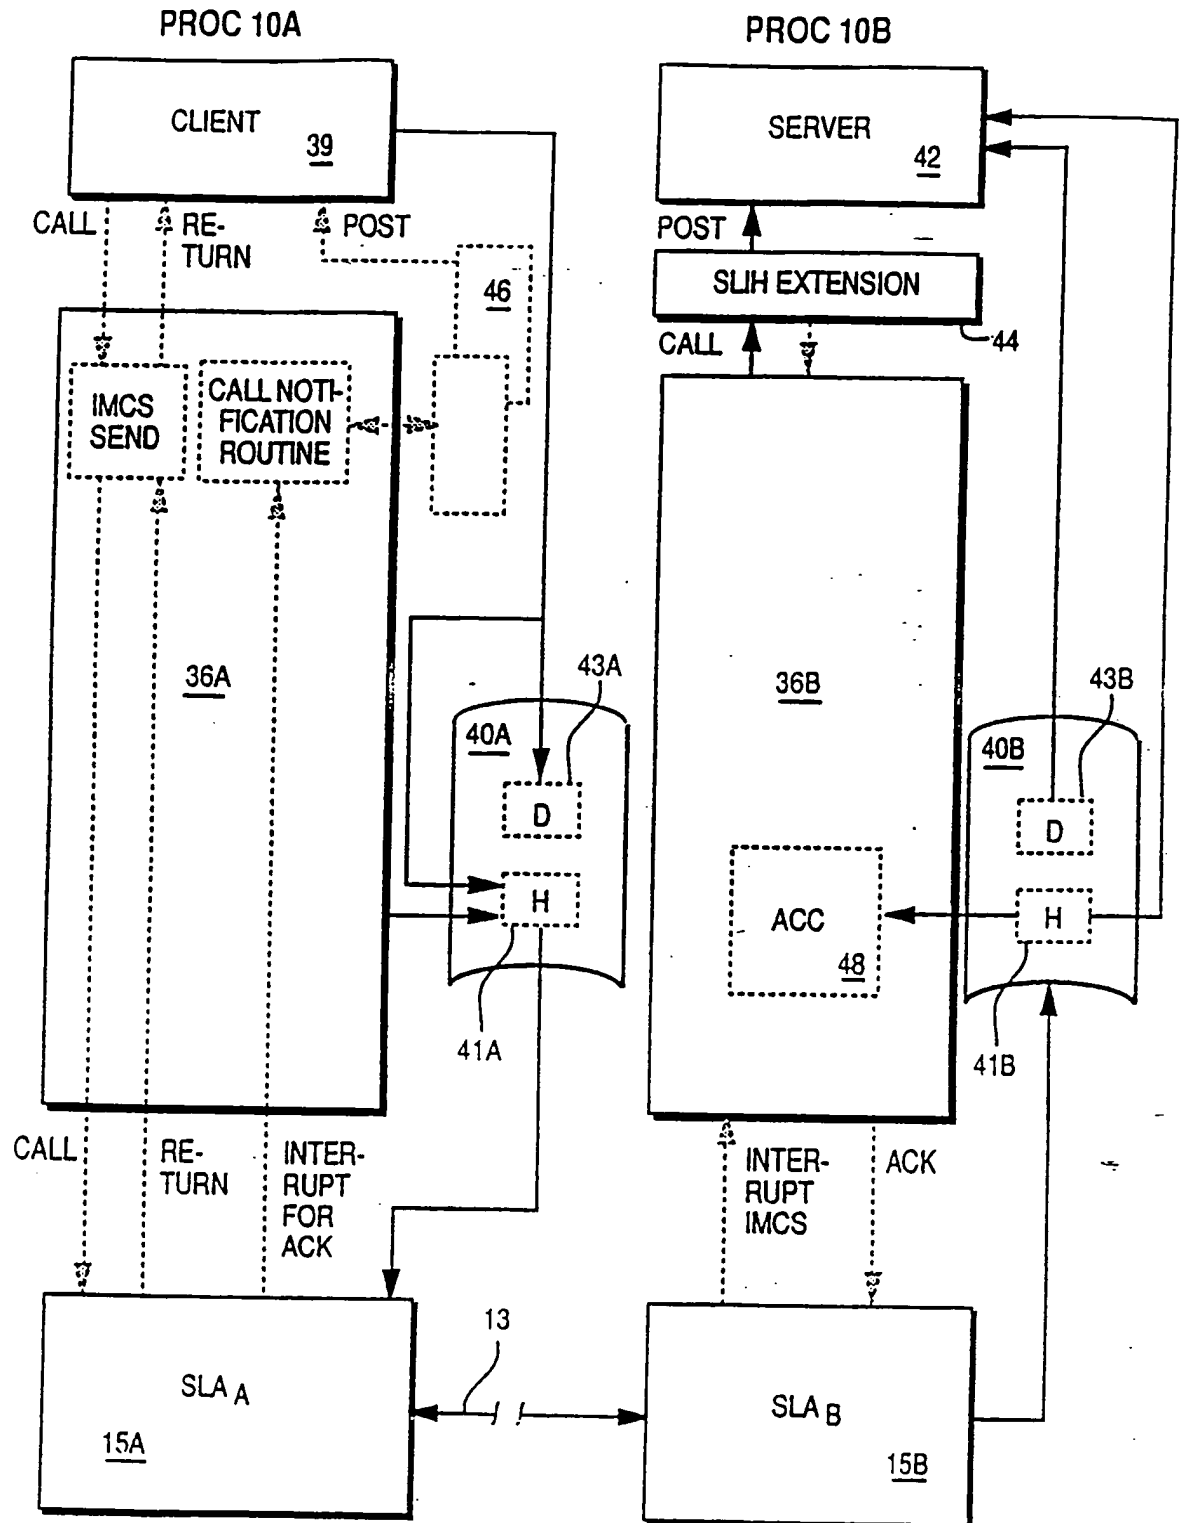 PROC 10A
PROC 10B
CLIENT
39
SERVER
42
CALL
RE-
TURN
POST
POST
46
SLIH EXTENSION
44
CALL
IMCS
SEND
CALL NOTI-
FICATION
ROUTINE
36A
36B
43A
43B
40A
40B
D
D
H
H
ACC
48
41A
41B
CALL
RE-
TURN
INTER-
RUPT
FOR
ACK
INTER-
RUPT
IMCS
ACK
13
SLA A
15A
SLA B
15B